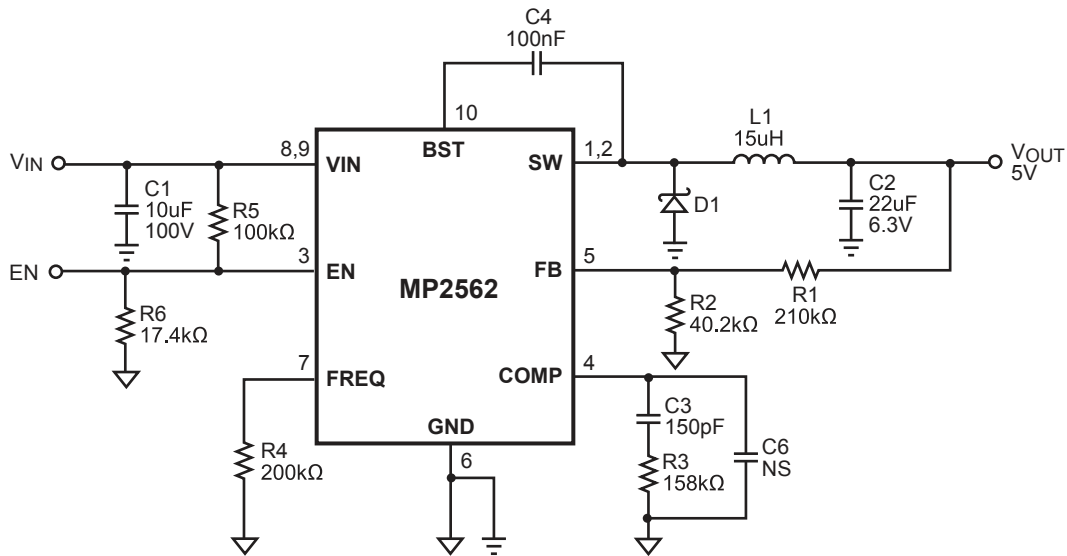 C4
100nF
10
8,9
BST
1,2
L1
15uH
VIN
VIN
SW
VOUT
5V
C1
10uF
100V
R5
100kΩ
D1
C2
22uF
6.3V
EN
3
EN
MP2562
FB
5
R1
210kΩ
R6
17.4kΩ
R2
40.2kΩ
7
FREQ
COMP
4
GND
6
R4
200kΩ
C3
150pF
R3
158kΩ
C6
NS